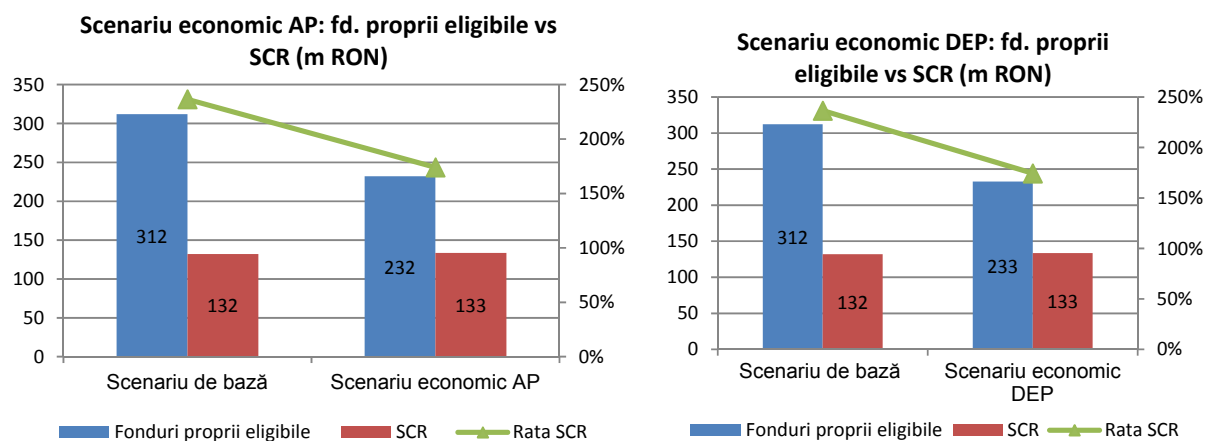 Scenariu economic AP: fd. proprii eligibile vs
SCR (m RON)
350
300
250
200
150
100
50
0
250%
200%
150%
100%
50%
0%
312
132
232
133
Scenariu de bază
Scenariu economic AP
Fonduri proprii eligibile
SCR
Rata SCR
Scenariu economic DEP: fd. proprii
eligibile vs SCR (m RON)
350
300
250
200
150
100
50
0
250%
200%
150%
100%
50%
0%
312
132
233
133
Scenariu de bază
Scenariu economic
DEP
Fonduri proprii eligibile
SCR
Rata SCR